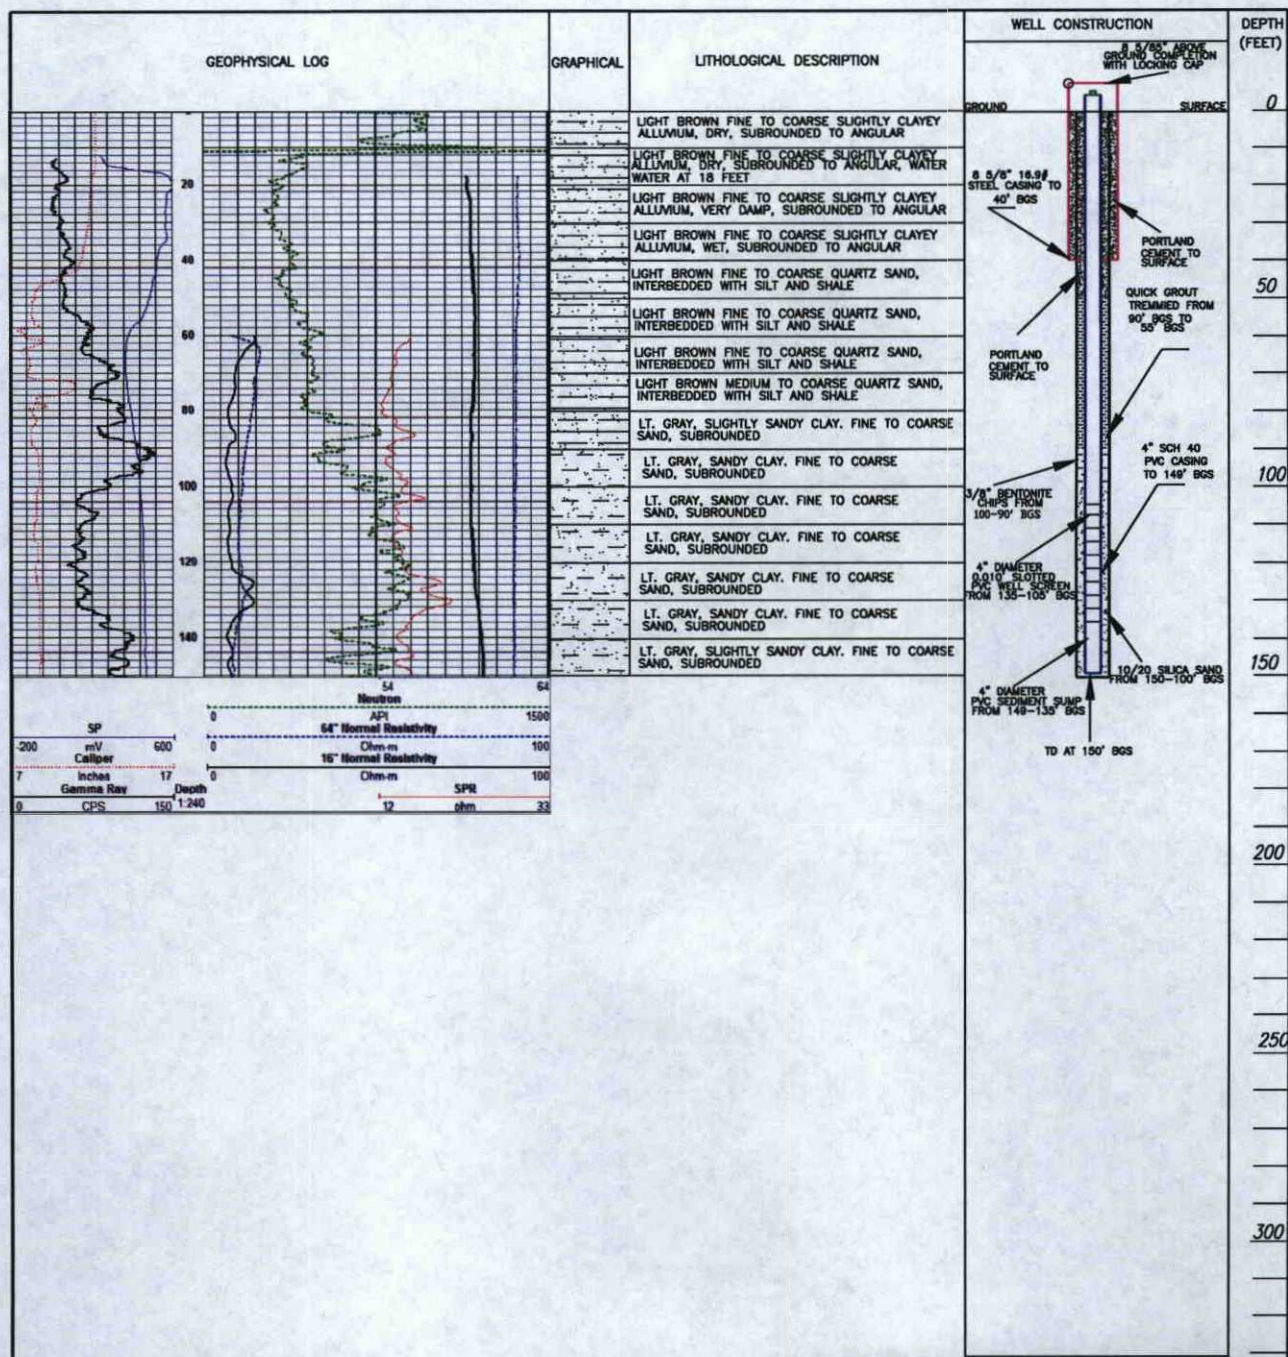 GEOPHYSICAL LOG
GRAPHICAL
LITHOLOGICAL DESCRIPTION
WELL CONSTRUCTION
DEPTH
(FEET)
8 5/85" ABOVE
GROUND COMPLETION
WITH LOCKING CAP
GROUND
SURFACE
0
LIGHT BROWN FINE TO COARSE SLIGHTLY CLAYEY
ALLUVIUM, DRY, SUBROUNDED TO ANGULAR
LIGHT BROWN FINE TO COARSE SLIGHTLY CLAYEY
ALLUVIUM, DRY, SUBROUNDED TO ANGULAR, WATER
WATER AT 18 FEET
LIGHT BROWN FINE TO COARSE SLIGHTLY CLAYEY
ALLUVIUM, VERY DAMP, SUBROUNDED TO ANGULAR
LIGHT BROWN FINE TO COARSE SLIGHTLY CLAYEY
ALLUVIUM, WET, SUBROUNDED TO ANGULAR
LIGHT BROWN FINE TO COARSE QUARTZ SAND,
INTERBEDDED WITH SILT AND SHALE
LIGHT BROWN FINE TO COARSE QUARTZ SAND,
INTERBEDDED WITH SILT AND SHALE
LIGHT BROWN FINE TO COARSE QUARTZ SAND,
INTERBEDDED WITH SILT AND SHALE
LIGHT BROWN MEDIUM TO COARSE QUARTZ SAND,
INTERBEDDED WITH SILT AND SHALE
LT. GRAY, SLIGHTLY SANDY CLAY. FINE TO COARSE
SAND, SUBROUNDED
LT. GRAY, SANDY CLAY. FINE TO COARSE
SAND, SUBROUNDED
LT. GRAY, SANDY CLAY. FINE TO COARSE
SAND, SUBROUNDED
LT. GRAY, SANDY CLAY. FINE TO COARSE
SAND, SUBROUNDED
LT. GRAY, SANDY CLAY. FINE TO COARSE
SAND, SUBROUNDED
LT. GRAY, SANDY CLAY. FINE TO COARSE
SAND, SUBROUNDED
LT. GRAY, SLIGHTLY SANDY CLAY. FINE TO COARSE
SAND, SUBROUNDED
20
40
60
80
100
120
140
8 5/8" 16.9#
STEEL CASING TO
40' BGS
PORTLAND
CEMENT TO
SURFACE
QUICK GROUT
TREMMIED FROM
90' BGS TO
55' BGS
PORTLAND
CEMENT TO
SURFACE
4" SCH 40
PVC CASING
TO 149' BGS
3/8" BENTONITE
CHIPS FROM
100-90' BGS
4" DIAMETER
0.010" SLOTTED
PVC WELL SCREEN
FROM 135-105' BGS
10/20 SILICA SAND
FROM 150-100' BGS
4" DIAMETER
PVC SEDIMENT SUMP
FROM 149-135' BGS
TD AT 150' BGS
50
100
150
200
250
300
54 64
Neutron
0 API 1500
64" Normal Resistivity
0 Ohm-m 100
16" Normal Resistivity
0 Ohm-m 100
SPR
12 ohm 33
SP
-200 mV 600
Caliper
7 Inches 17
Gamma Ray
0 CPS 150
Depth
1:240